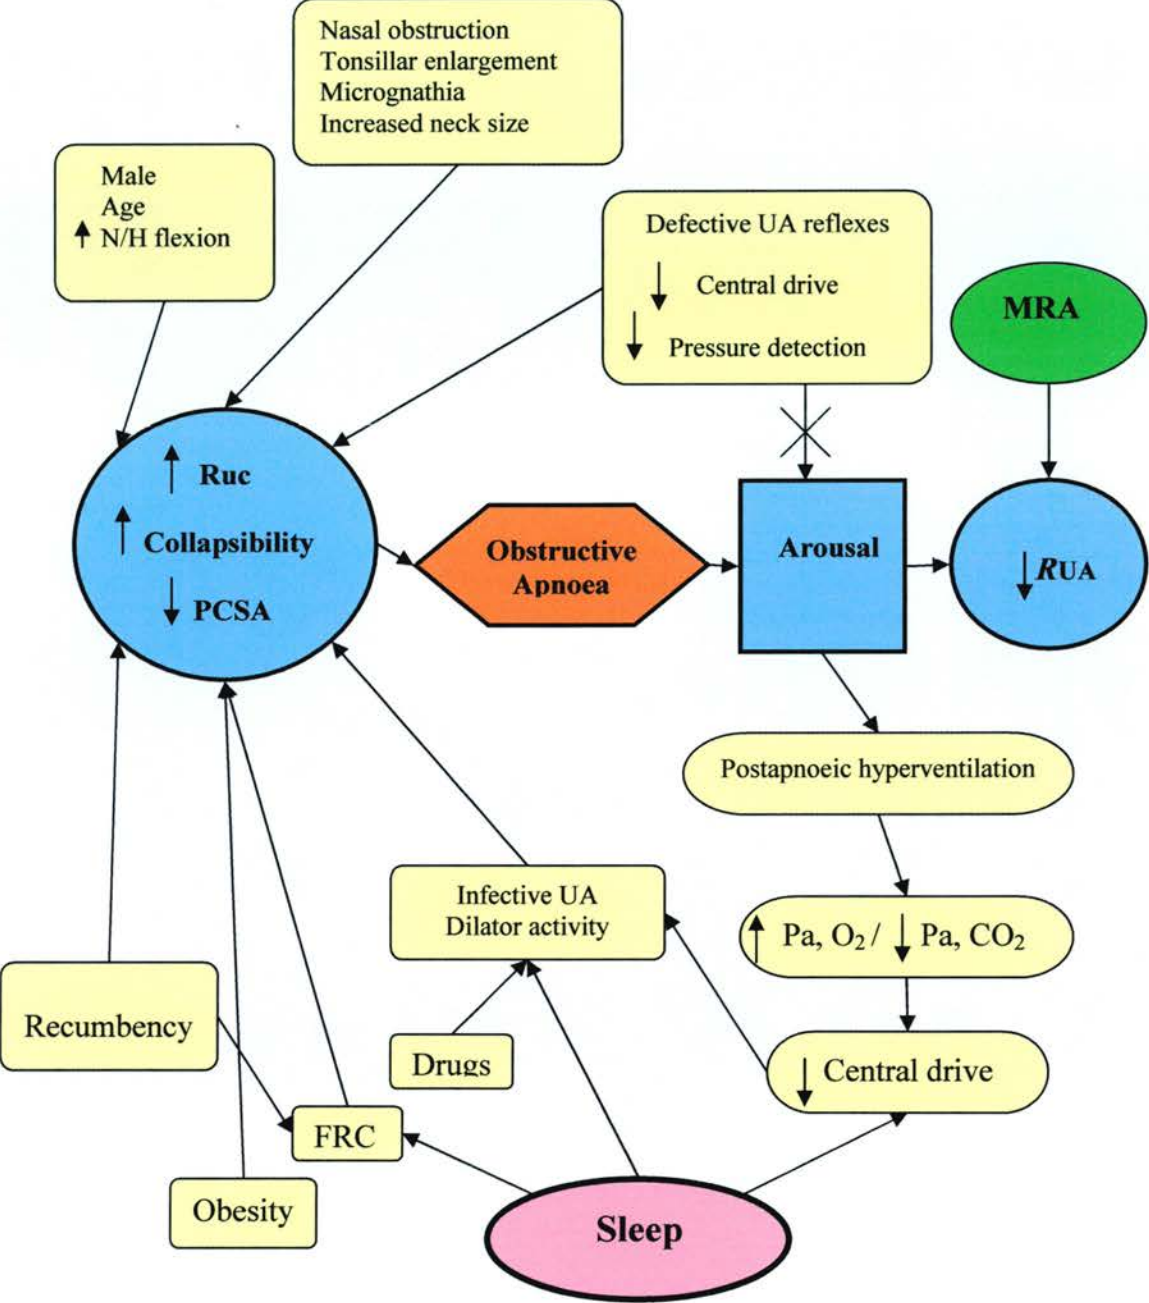 Nasal obstruction
Tonsillar enlargement
Micrognathia
Increased neck size
Male
Age
↑ N/H flexion
Defective UA reflexes
↓ Central drive
↓ Pressure detection
MRA
↑ Ruc
↑ Collapsibility
↓ PCSA
Obstructive
Apnoea
Arousal
↓ RUA
Postapnoeic hyperventilation
Infective UA
Dilator activity
↑ Pa, O₂ / ↓ Pa, CO₂
Recumbency
Drugs
↓ Central drive
FRC
Obesity
Sleep